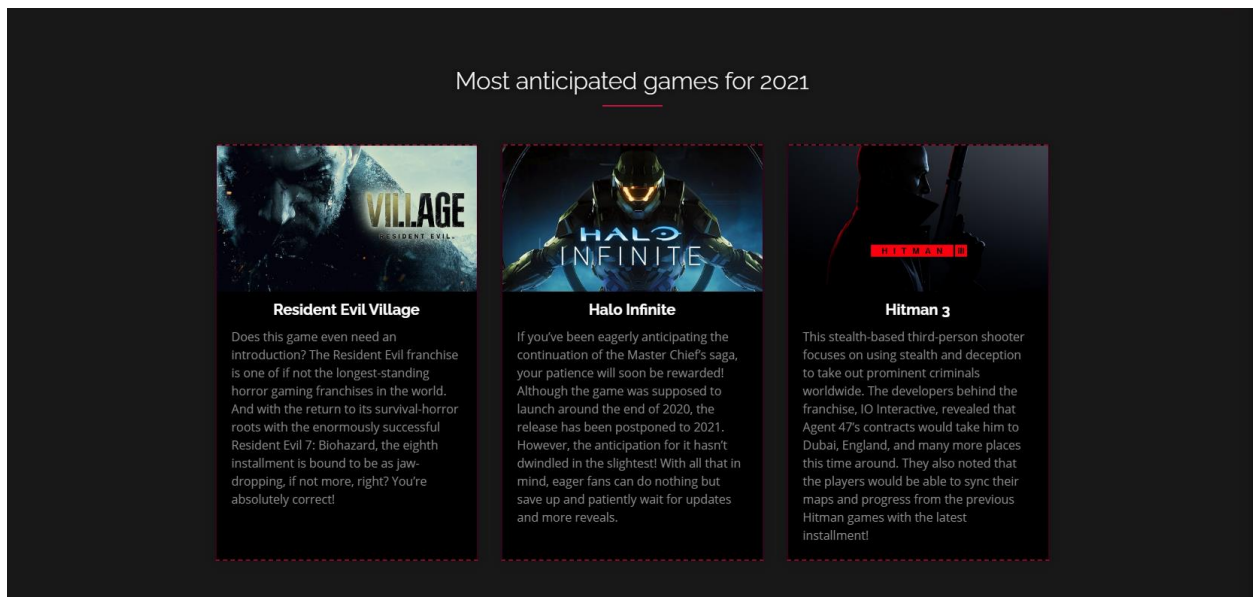 Most anticipated games for 2021
VILLAGE
RESIDENT EVIL.
Resident Evil Village
Does this game even need an
introduction? The Resident Evil franchise
is one of if not the longest-standing
horror gaming franchises in the world.
And with the return to its survival-horror
roots with the enormously successful
Resident Evil 7: Biohazard, the eighth
installment is bound to be as jaw-
dropping, if not more, right? You're
absolutely correct!
HALO
INFINITE
Halo Infinite
If you've been eagerly anticipating the
continuation of the Master Chief's saga,
your patience will soon be rewarded!
Although the game was supposed to
launch around the end of 2020, the
release has been postponed to 2021.
However, the anticipation for it hasn't
dwindled in the slightest! With all that in
mind, eager fans can do nothing but
save up and patiently wait for updates
and more reveals.
HITMAN III
Hitman 3
This stealth-based third-person shooter
focuses on using stealth and deception
to take out prominent criminals
worldwide. The developers behind the
franchise, IO Interactive, revealed that
Agent 47's contracts would take him to
Dubai, England, and many more places
this time around. They also noted that
the players would be able to sync their
maps and progress from the previous
Hitman games with the latest
installment!